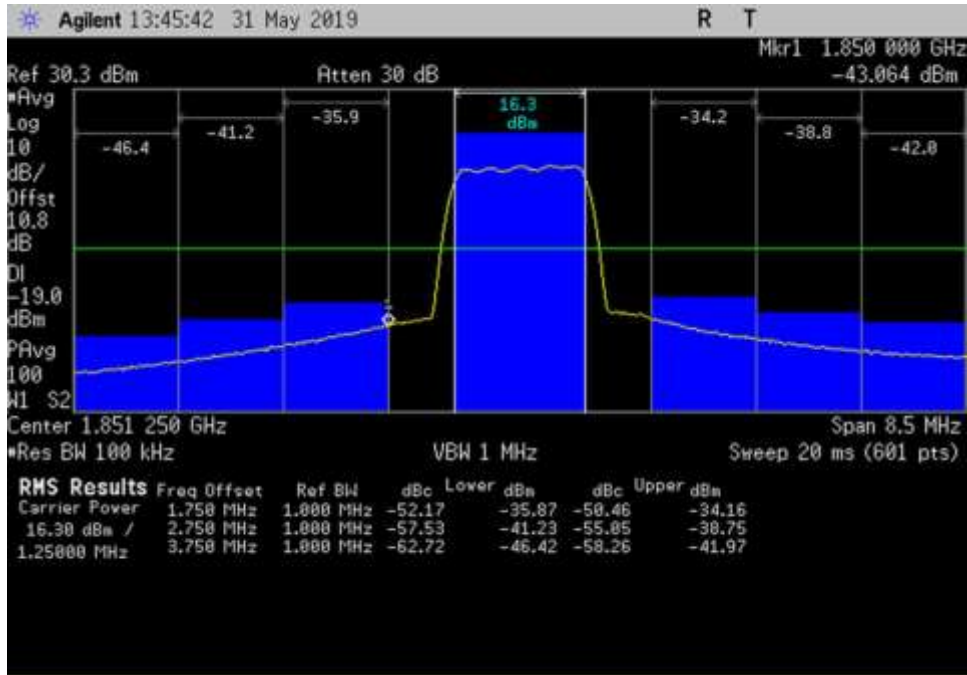 Agilent 13:45:42 31 May 2019 R T
Mkr1 1.850 000 GHz
Ref 30.3 dBm Atten 30 dB -43.064 dBm
*Avg
Log
10
dB/
Offst
10.8
dB
DI
-19.0
dBm
PAvg
100
W1 S2
-46.4 -41.2 -35.9 16.3 dBm -34.2 -38.8 -42.0
1
Center 1.851 250 GHz Span 8.5 MHz
*Res BW 100 kHz VBW 1 MHz Sweep 20 ms (601 pts)
RMS Results Freq Offset Ref BW dBc Lower dBm dBc Upper dBm
Carrier Power 1.750 MHz 1.000 MHz -52.17 -35.87 -50.46 -34.16
16.30 dBm / 2.750 MHz 1.000 MHz -57.53 -41.23 -55.05 -38.75
1.25000 MHz 3.750 MHz 1.000 MHz -62.72 -46.42 -58.26 -41.97